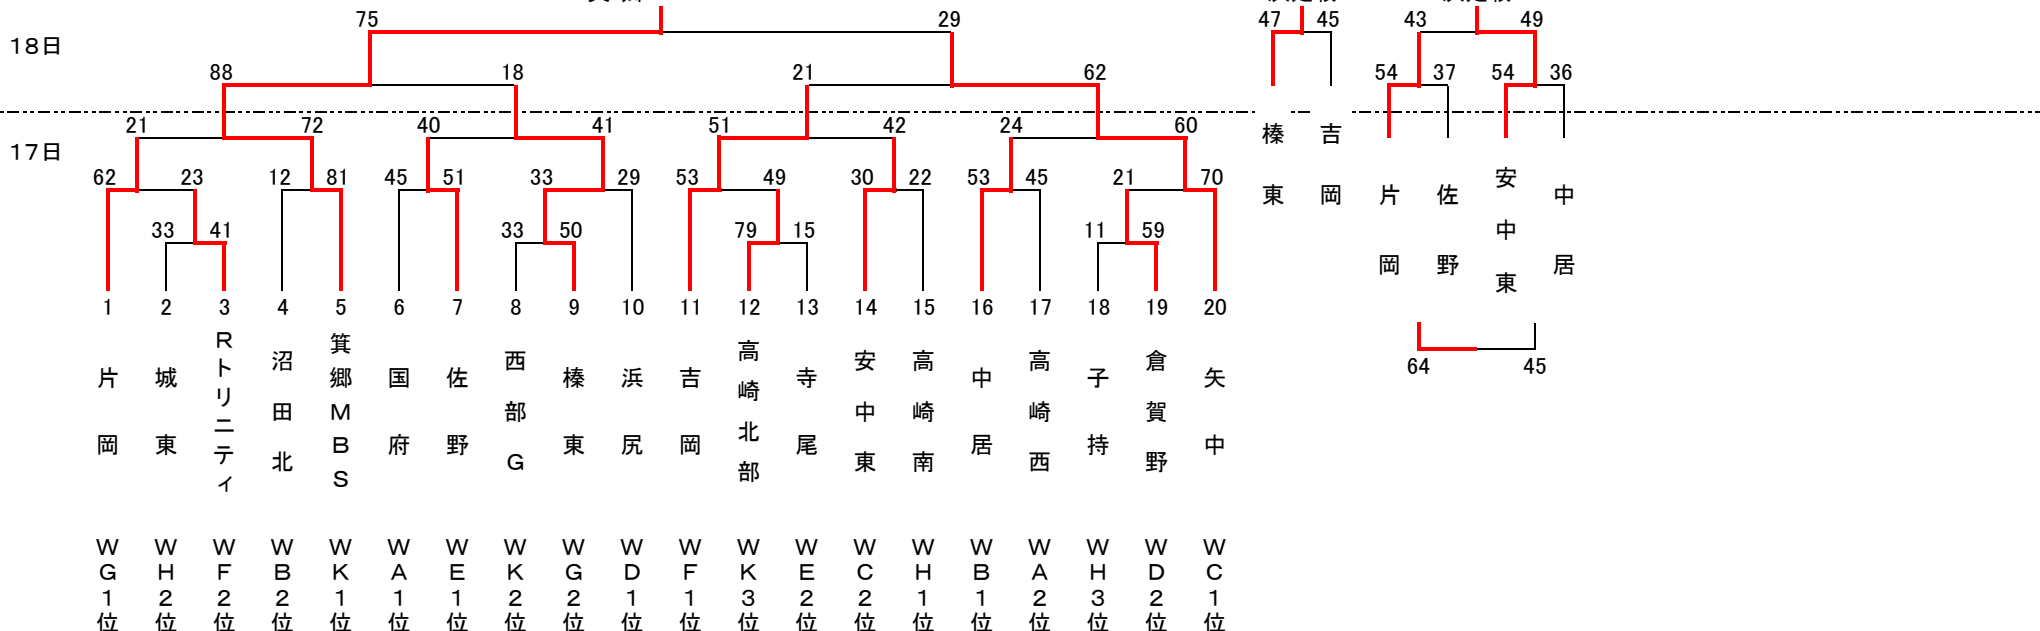 75 29 47 45 43 49
18日
88 18 21 62 54 37 54 36
21 72 40 41 51 42 24 60
17日
62 23 12 81 45 51 33 29 53 49 30 22 53 45 21 70
33 41 33 50 79 15 11 59
1 2 3 4 5 6 7 8 9 10 11 12 13 14 15 16 17 18 19 20
片岡
城東
Rトリニティ
沼田北
箕郷MBS
国府
佐野
西部G
榛東
浜尻
吉岡
高崎北部
寺尾
安中東
高崎南
中居
高崎西
子持
倉賀野
矢中
WG1位
WH2位
WF2位
WB2位
WK1位
WA1位
WE1位
WK2位
WG2位
WD1位
WF1位
WK3位
WE2位
WC2位
WH1位
WB1位
WA2位
WH3位
WD2位
WC1位
榛東
吉岡
片岡
佐野
安中東
中居
64 45